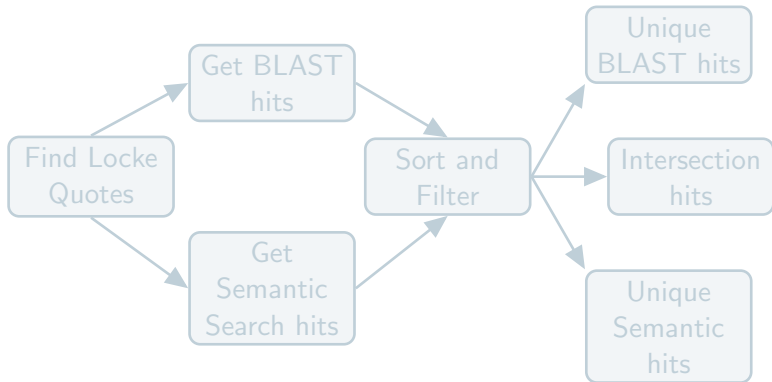 Find Locke
Quotes
Get BLAST
hits
Get
Semantic
Search hits
Sort and
Filter
Unique
BLAST hits
Intersection
hits
Unique
Semantic
hits